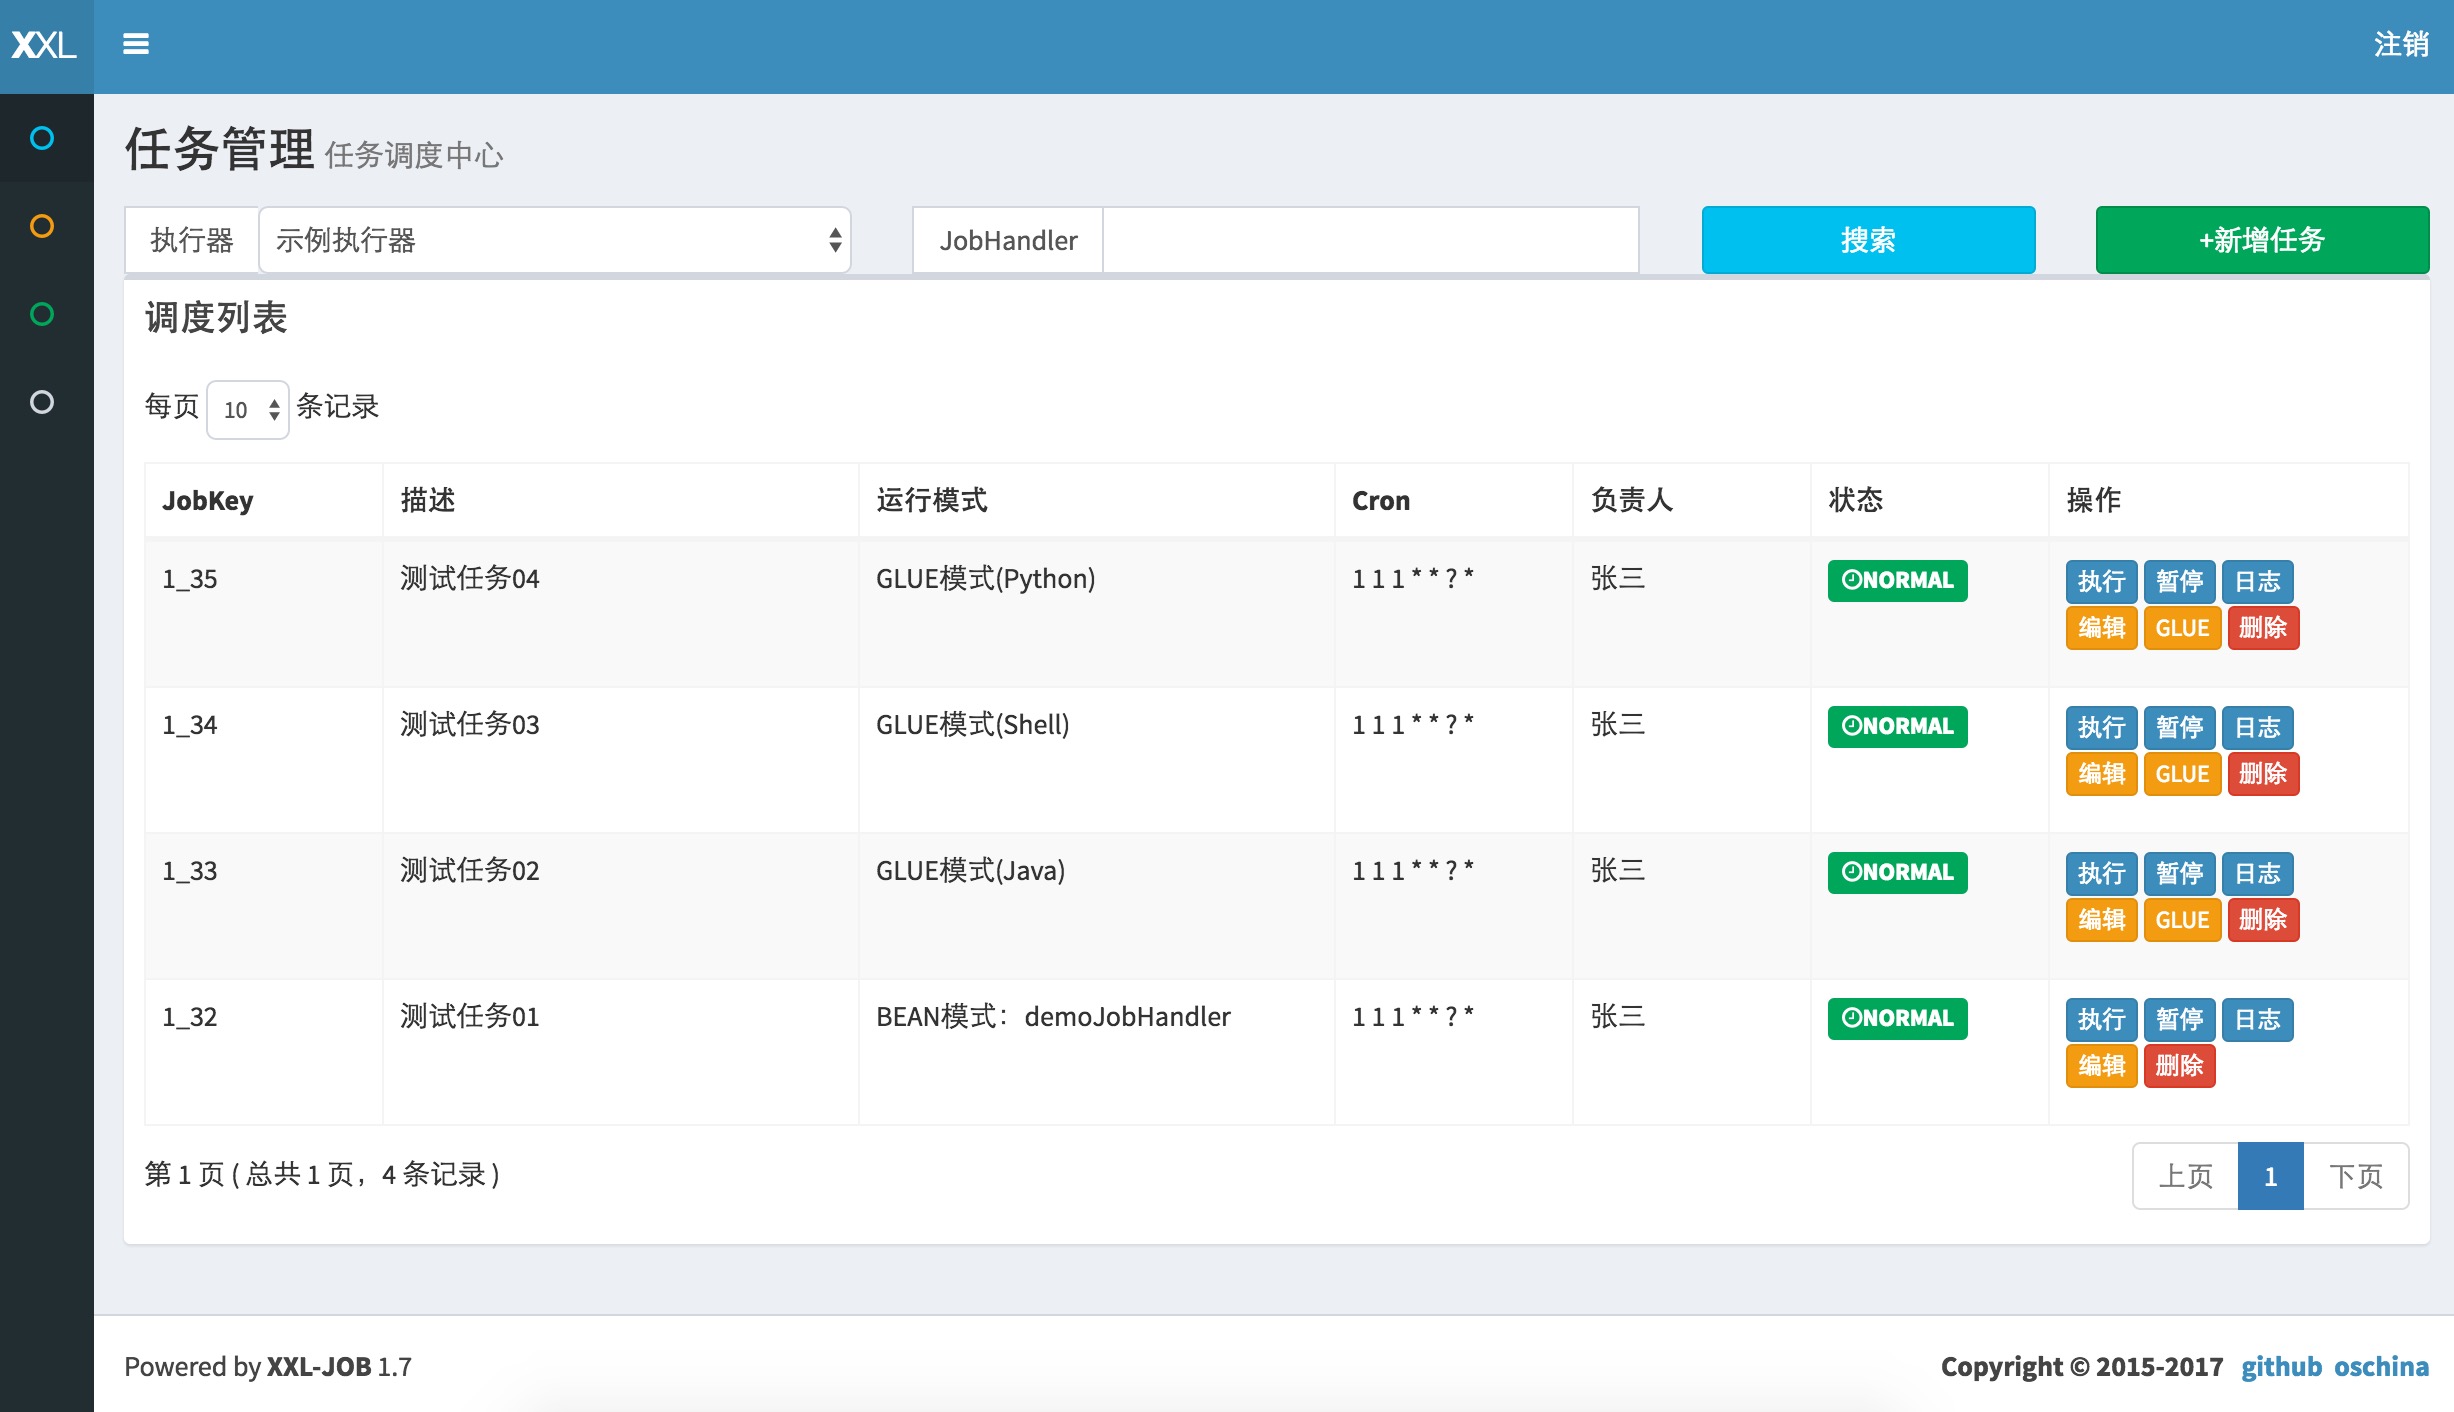 XXL 注销
任务管理 任务调度中心
执行器 示例执行器 JobHandler 搜索 +新增任务
调度列表
每页 10 条记录
JobKey 描述 运行模式 Cron 负责人 状态 操作
1_35 测试任务04 GLUE模式(Python) 1 1 1 * * ? * 张三 NORMAL 执行 暂停 日志
编辑 GLUE 删除
1_34 测试任务03 GLUE模式(Shell) 1 1 1 * * ? * 张三 NORMAL 执行 暂停 日志
编辑 GLUE 删除
1_33 测试任务02 GLUE模式(Java) 1 1 1 * * ? * 张三 NORMAL 执行 暂停 日志
编辑 GLUE 删除
1_32 测试任务01 BEAN模式：demoJobHandler 1 1 1 * * ? * 张三 NORMAL 执行 暂停 日志
编辑 删除
第 1 页 ( 总共 1 页，4 条记录 ) 上页 1 下页
Powered by XXL-JOB 1.7 Copyright © 2015-2017 github oschina